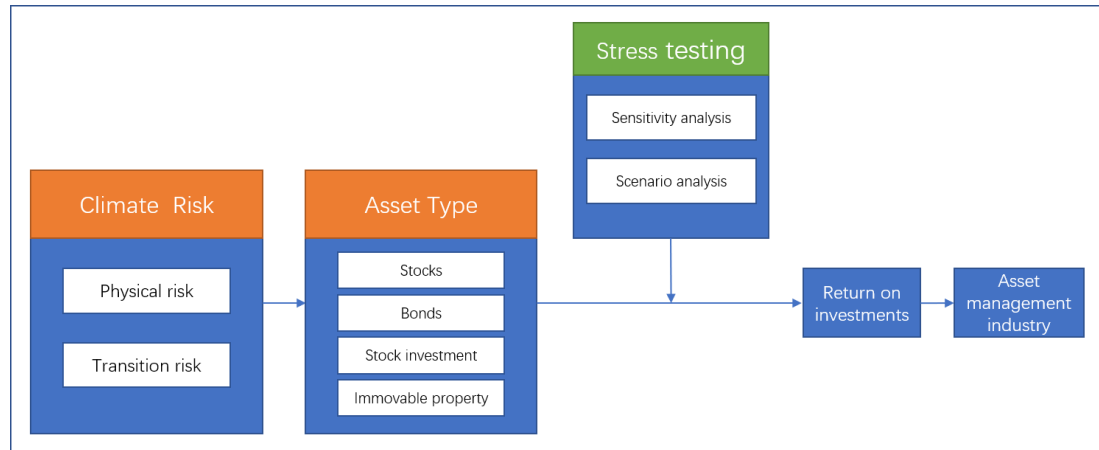 Stress testing
Sensitivity analysis
Scenario analysis
Climate Risk
Physical risk
Transition risk
Asset Type
Stocks
Bonds
Stock investment
Immovable property
Return on
investments
Asset
management
industry